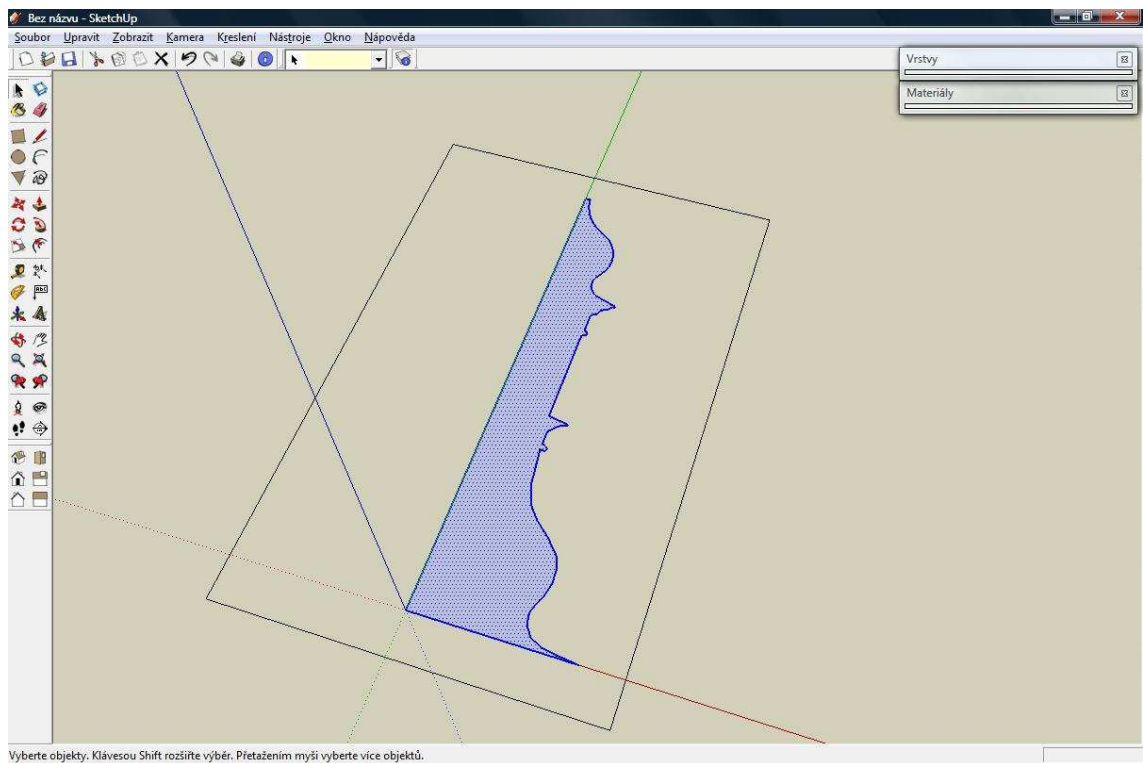 Bez názvu - SketchUp
Soubor Upravit Zobrazit Kamera Kreslení Nástroje Okno Nápověda
Vrstvy
Materiály
Vyberte objekty. Klávesou Shift rozšiřte výběr. Přetažením myši vyberte více objektů.